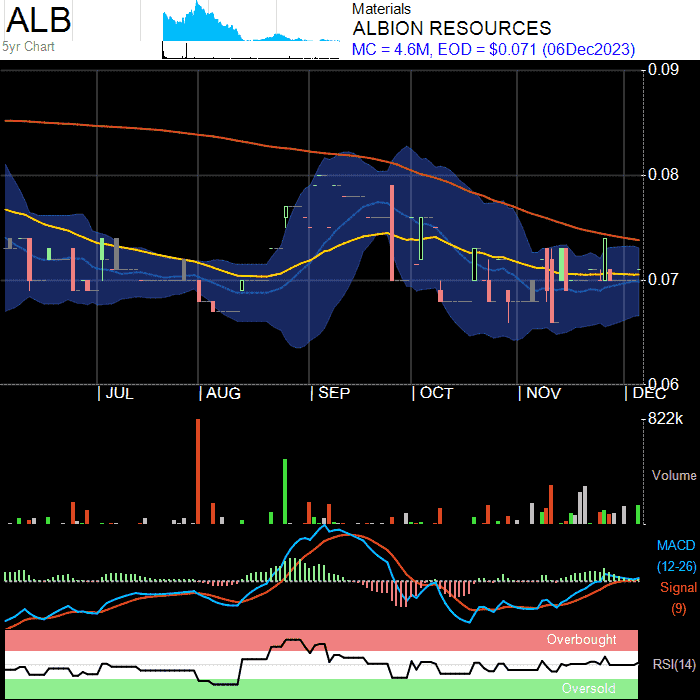 ALB
5yr Chart
Materials
ALBION RESOURCES
MC = 4.6M, EOD = $0.071 (06Dec2023)
0.09
0.08
0.07
0.06
JUL
AUG
SEP
OCT
NOV
DEC
822k
Volume
MACD
(12-26)
Signal
(9)
Overbought
RSI(14)
Oversold